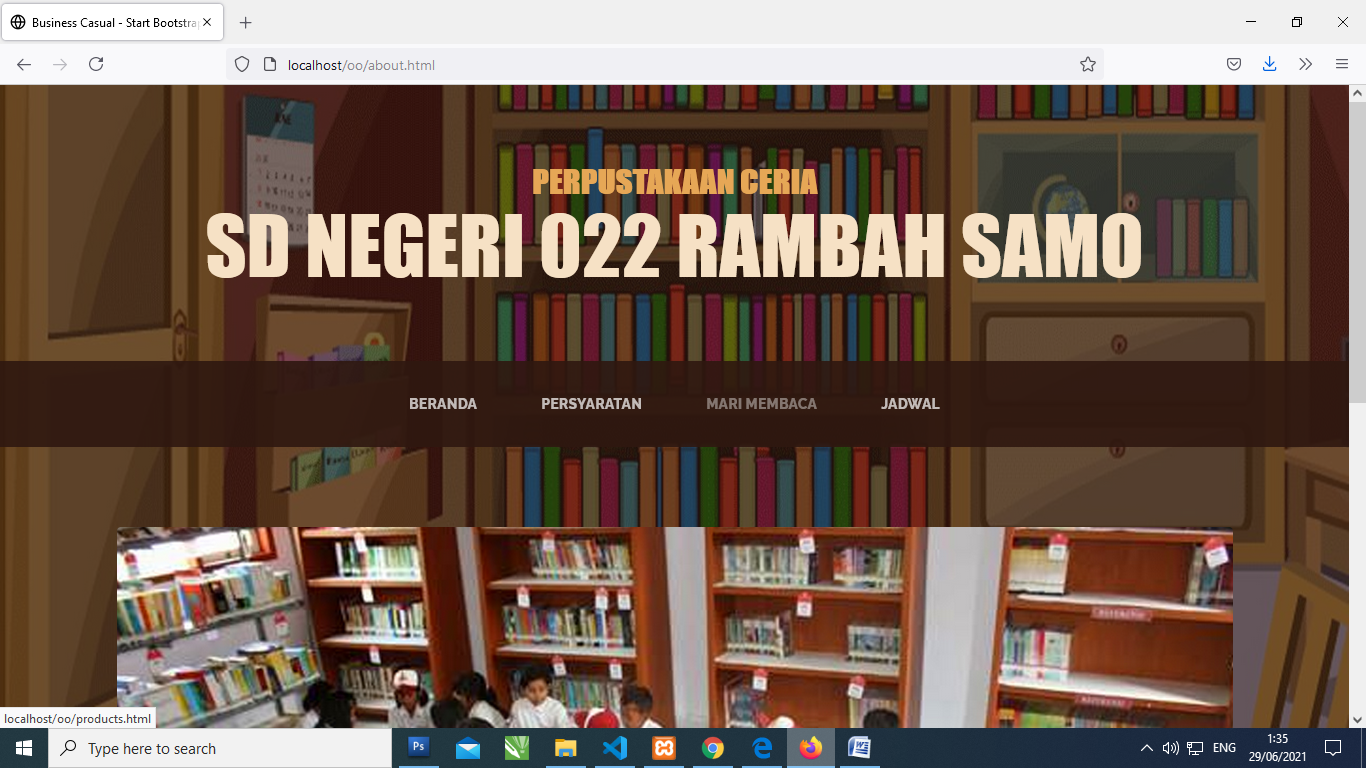 Business Casual - Start Bootstra
localhost/oo/about.html
PERPUSTAKAAN CERIA
SD NEGERI 022 RAMBAH SAMO
BERANDA
PERSYARATAN
MARI MEMBACA
JADWAL
localhost/oo/products.html
Type here to search
Ps
ENG
1:35
29/06/2021